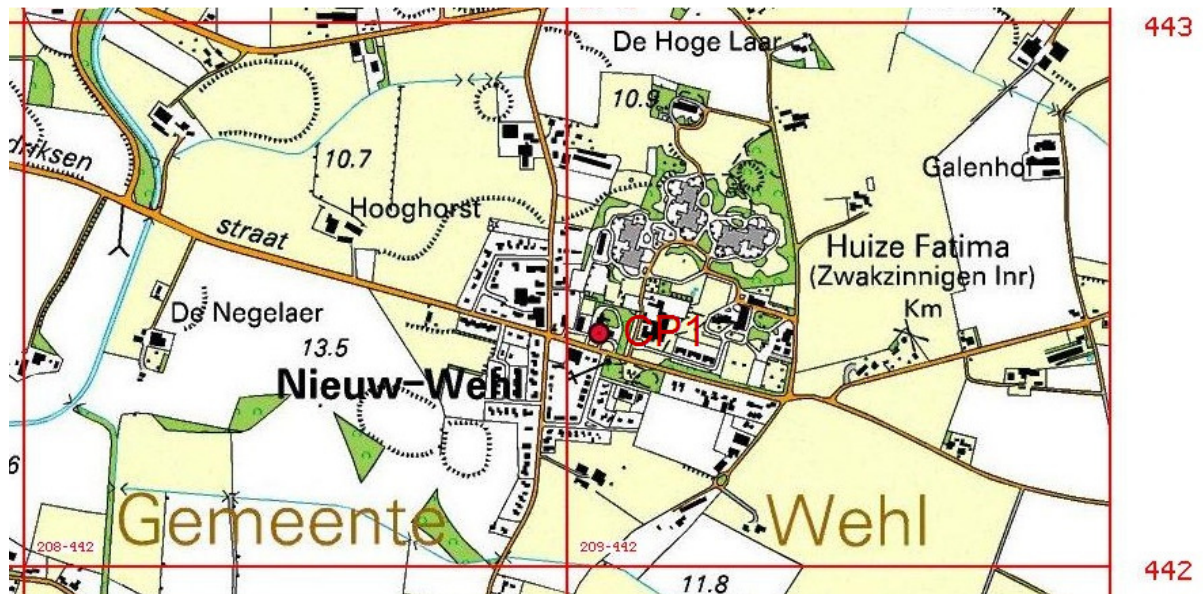 443
De Hoge Laar
10.9
driksen
10.7
Galenhof
Hooghorst
straat
Huize Fatima
(Zwakzinnigen Inr)
Km
De Negelaer
CP1
13.5
Nieuw-Wehl
6
Gemeente Wehl
208-442
209-442
442
11.8